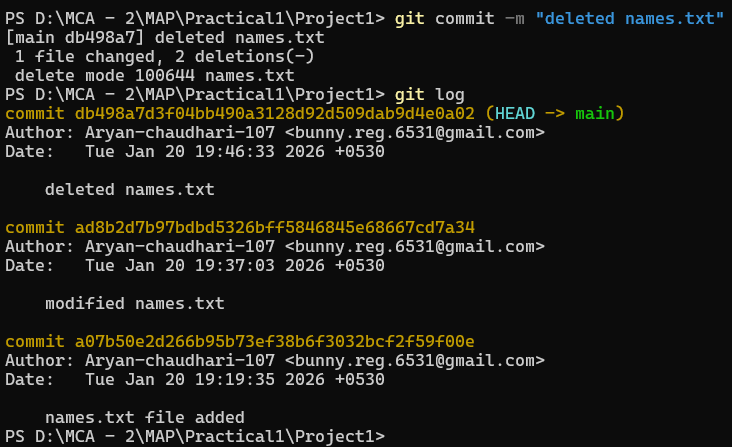 PS D:\MCA - 2\MAP\Practical1\Project1> git commit -m "deleted names.txt"
[main db498a7] deleted names.txt
 1 file changed, 2 deletions(-)
 delete mode 100644 names.txt
PS D:\MCA - 2\MAP\Practical1\Project1> git log
commit db498a7d3f04bb490a3128d92d509dab9d4e0a02 (HEAD -> main)
Author: Aryan-chaudhari-107 <bunny.reg.6531@gmail.com>
Date:   Tue Jan 20 19:46:33 2026 +0530

    deleted names.txt

commit ad8b2d7b97bdbd5326bff5846845e68667cd7a34
Author: Aryan-chaudhari-107 <bunny.reg.6531@gmail.com>
Date:   Tue Jan 20 19:37:03 2026 +0530

    modified names.txt

commit a07b50e2d266b95b73ef38b6f3032bcf2f59f00e
Author: Aryan-chaudhari-107 <bunny.reg.6531@gmail.com>
Date:   Tue Jan 20 19:19:35 2026 +0530

    names.txt file added
PS D:\MCA - 2\MAP\Practical1\Project1>